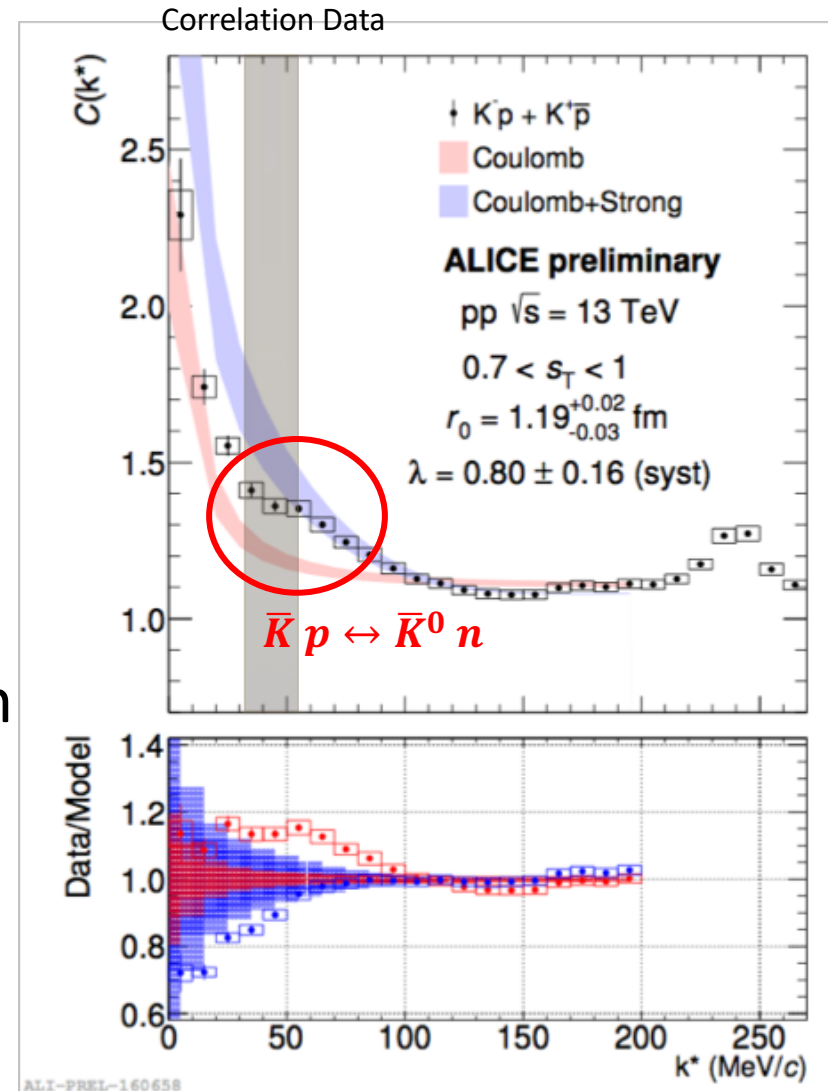 Correlation Data
C(k*)
2.5
2.0
1.5
1.0
K⁻p + K⁺p̅
Coulomb
Coulomb+Strong
ALICE preliminary
pp √s = 13 TeV
0.7 < s_T < 1
r₀ = 1.19 +0.02 -0.03 fm
λ = 0.80 ± 0.16 (syst)
K̅ p ↔ K̅⁰ n
n
Data/Model
1.4
1.2
1.0
0.8
0.6
0 50 100 150 200 250
k* (MeV/c)
ALI-PREL-160658